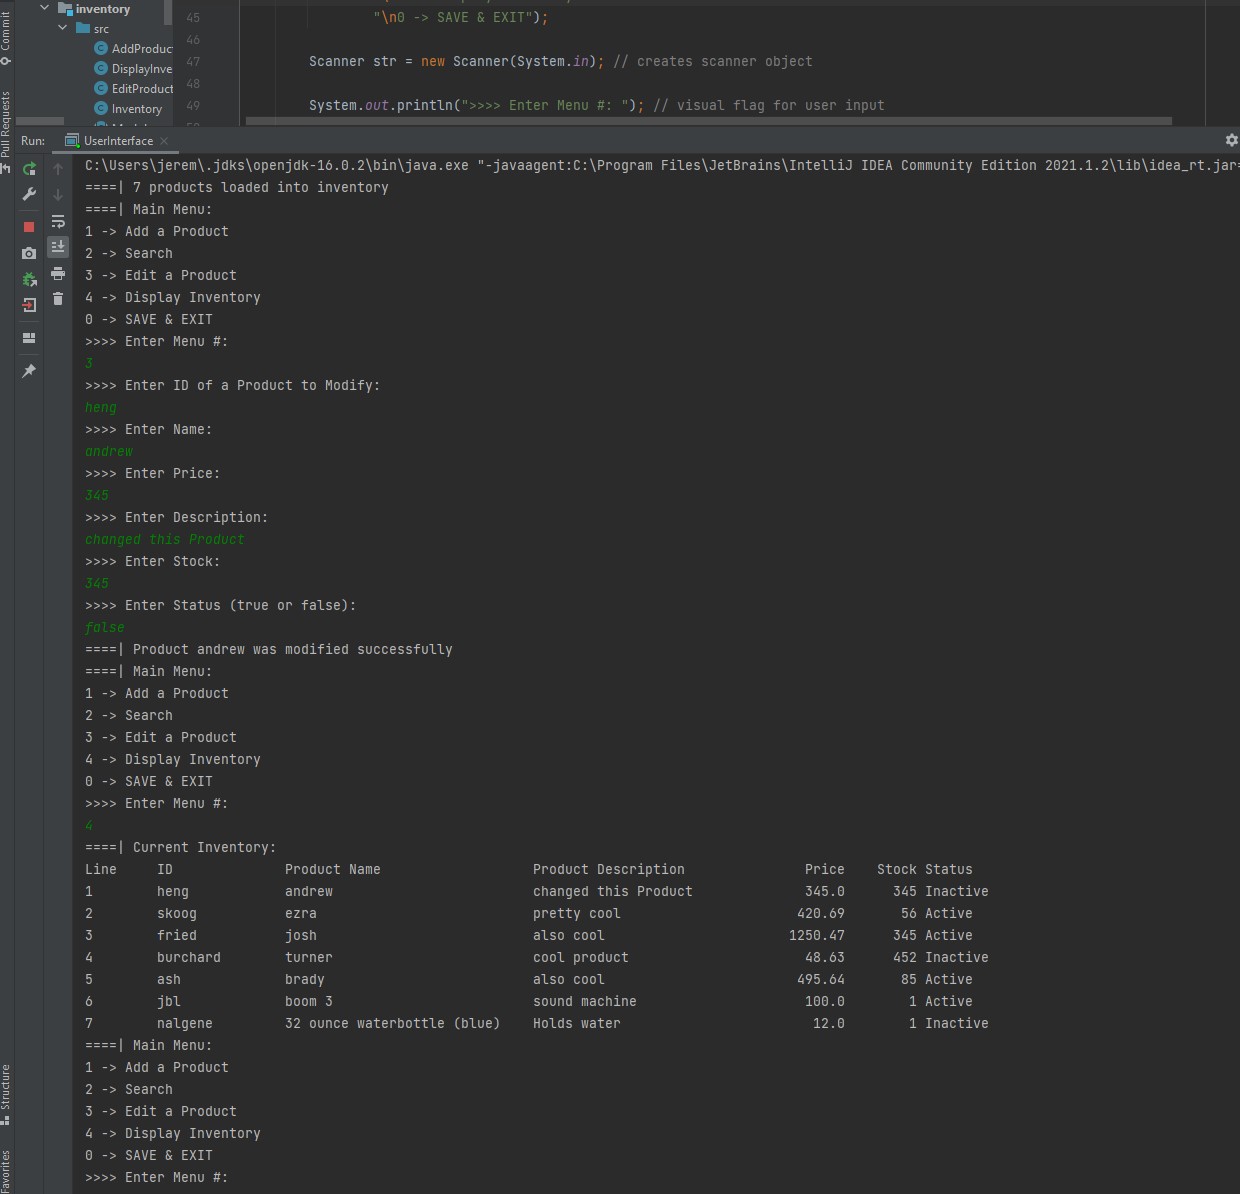 Commit
Pull Requests
Structure
Favorites
inventory
src
AddProduc
DisplayInve
EditProduct
Inventory
45 "\n0 -> SAVE & EXIT");
46
47 Scanner str = new Scanner(System.in); // creates scanner object
48
49 System.out.println(">>>> Enter Menu #: "); // visual flag for user input
Run: UserInterface
C:\Users\jerem\.jdks\openjdk-16.0.2\bin\java.exe "-javaagent:C:\Program Files\JetBrains\IntelliJ IDEA Community Edition 2021.1.2\lib\idea_rt.jar=
====| 7 products loaded into inventory
====| Main Menu:
1 -> Add a Product
2 -> Search
3 -> Edit a Product
4 -> Display Inventory
0 -> SAVE & EXIT
>>>> Enter Menu #:
3
>>>> Enter ID of a Product to Modify:
heng
>>>> Enter Name:
andrew
>>>> Enter Price:
345
>>>> Enter Description:
changed this Product
>>>> Enter Stock:
345
>>>> Enter Status (true or false):
false
====| Product andrew was modified successfully
====| Main Menu:
1 -> Add a Product
2 -> Search
3 -> Edit a Product
4 -> Display Inventory
0 -> SAVE & EXIT
>>>> Enter Menu #:
4
====| Current Inventory:
Line ID Product Name Product Description Price Stock Status
1 heng andrew changed this Product 345.0 345 Inactive
2 skoog ezra pretty cool 420.69 56 Active
3 fried josh also cool 1250.47 345 Active
4 burchard turner cool product 48.63 452 Inactive
5 ash brady also cool 495.64 85 Active
6 jbl boom 3 sound machine 100.0 1 Active
7 nalgene 32 ounce waterbottle (blue) Holds water 12.0 1 Inactive
====| Main Menu:
1 -> Add a Product
2 -> Search
3 -> Edit a Product
4 -> Display Inventory
0 -> SAVE & EXIT
>>>> Enter Menu #: